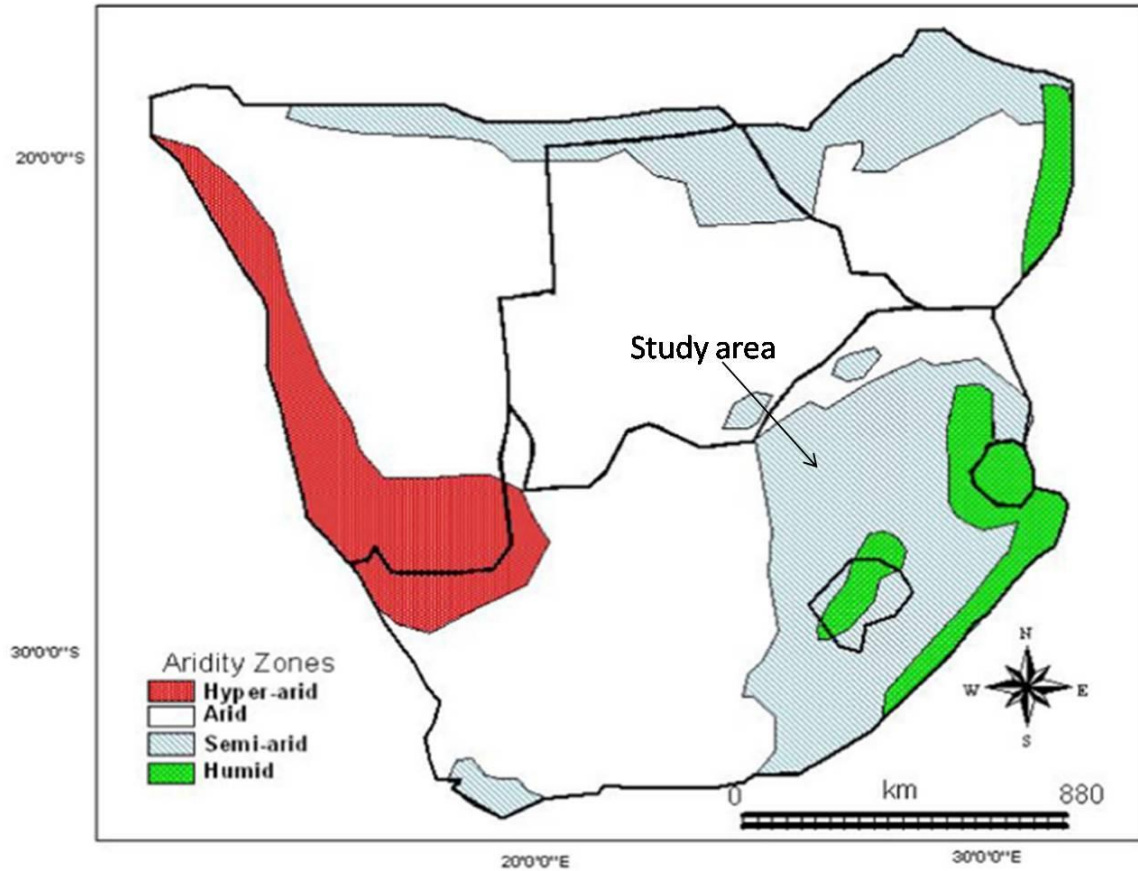 20°0'0"S
Study area
30°0'0"S
Aridity Zones
Hyper-arid
Arid
Semi-arid
Humid
N
W E
S
0 km 880
20°0'0"E
30°0'0"E